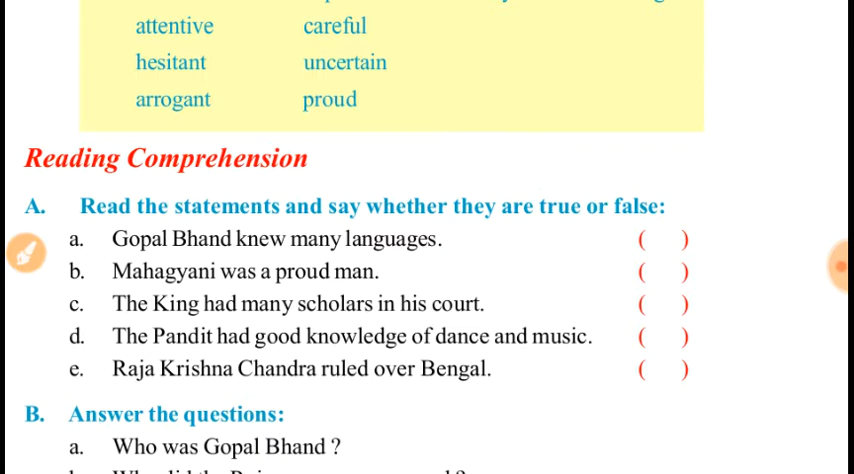 attentive careful
hesitant uncertain
arrogant proud
Reading Comprehension
A. Read the statements and say whether they are true or false:
a. Gopal Bhand knew many languages. ( )
b. Mahagyani was a proud man. ( )
c. The King had many scholars in his court. ( )
d. The Pandit had good knowledge of dance and music. ( )
e. Raja Krishna Chandra ruled over Bengal. ( )
B. Answer the questions:
a. Who was Gopal Bhand ?